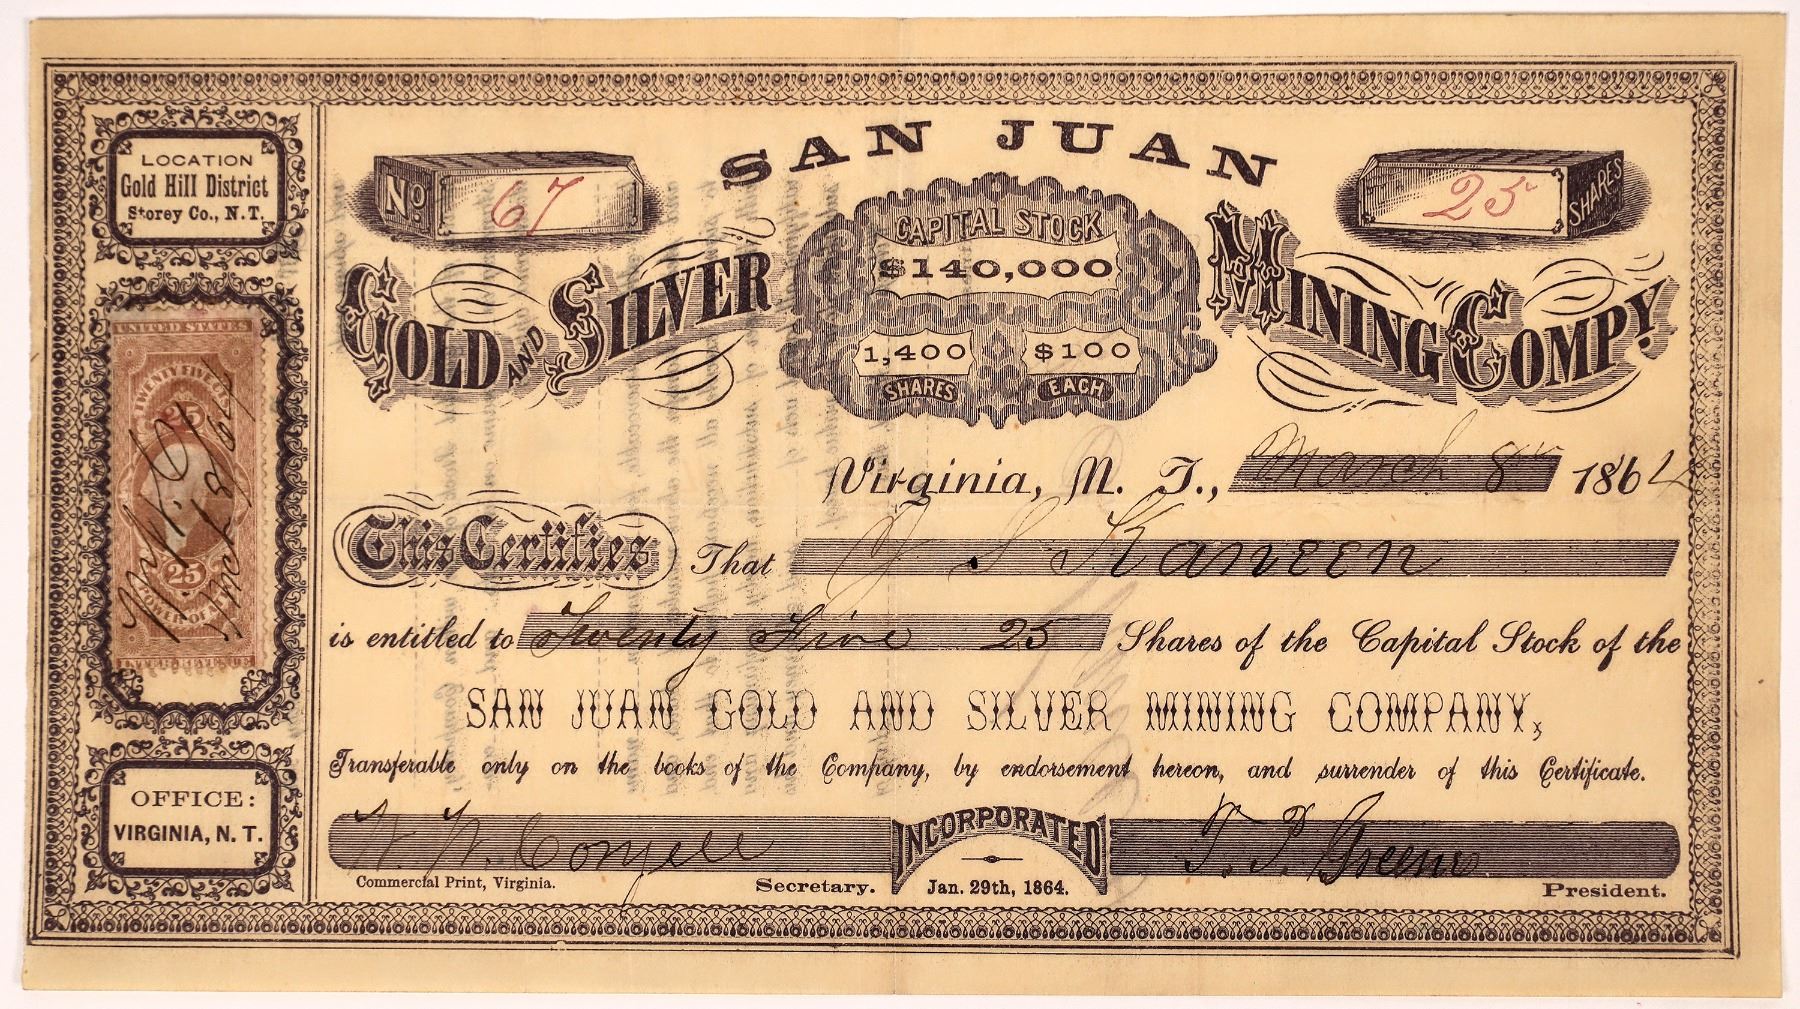 SAN JUAN
GOLD AND SILVER MINING COMPY.
No 67
25 SHARES
CAPITAL STOCK
$140,000
1,400 SHARES
$100 EACH
LOCATION
Gold Hill District
Storey Co., N.T.
UNITED STATES
TWENTY FIVE
25
25
POWER OF
INTER REVENUE
OFFICE:
VIRGINIA, N. T.
Virginia, N. T., March 8th 1864
This Certifies That J S Kaneen
is entitled to Twenty Five 25 Shares of the Capital Stock of the
SAN JUAN GOLD AND SILVER MINING COMPANY,
Transferable only on the books of the Company, by endorsement hereon, and surrender of this Certificate.
INCORPORATED
Jan. 29th, 1864.
Commercial Print, Virginia.
Secretary.
President.